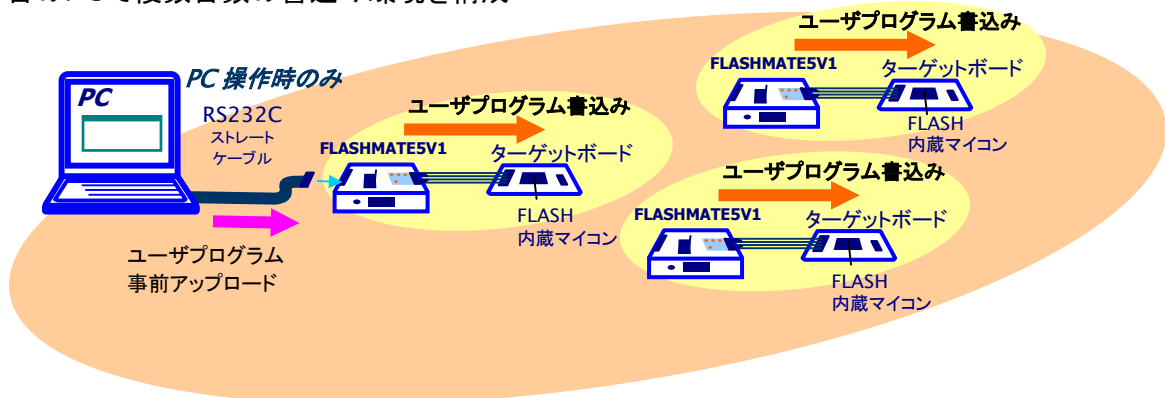 PC
PC 操作時のみ
RS232C
ストレート
ケーブル
ユーザプログラム
事前アップロード
ユーザプログラム書込み
FLASHMATE5V1
ターゲットボード
FLASH
内蔵マイコン
ユーザプログラム書込み
FLASHMATE5V1
ターゲットボード
FLASH
内蔵マイコン
ユーザプログラム書込み
FLASHMATE5V1
ターゲットボード
FLASH
内蔵マイコン